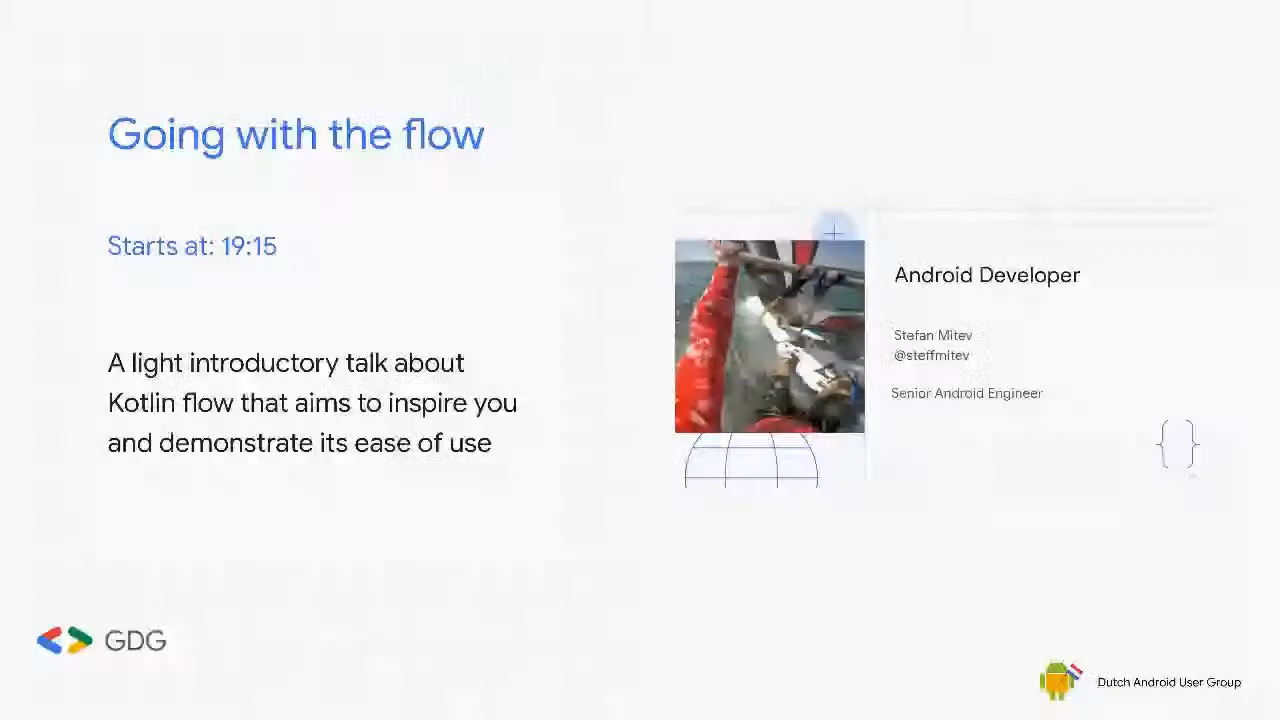 Going with the flow
Starts at: 19:15
A light introductory talk about
Kotlin flow that aims to inspire you
and demonstrate its ease of use
Android Developer
Stefan Mitev
@steffmitev
Senior Android Engineer
{ }
GDG
Dutch Android User Group